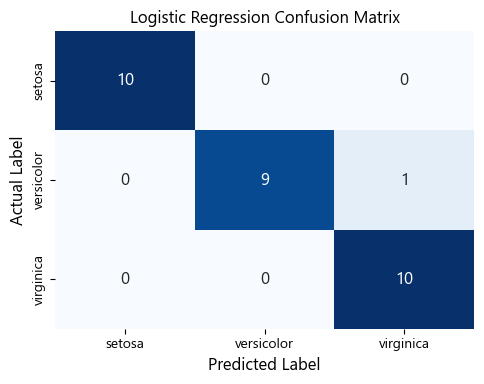 Logistic Regression Confusion Matrix
Actual Label
setosa
10 0 0
versicolor
0 9 1
virginica
0 0 10
setosa versicolor virginica
Predicted Label